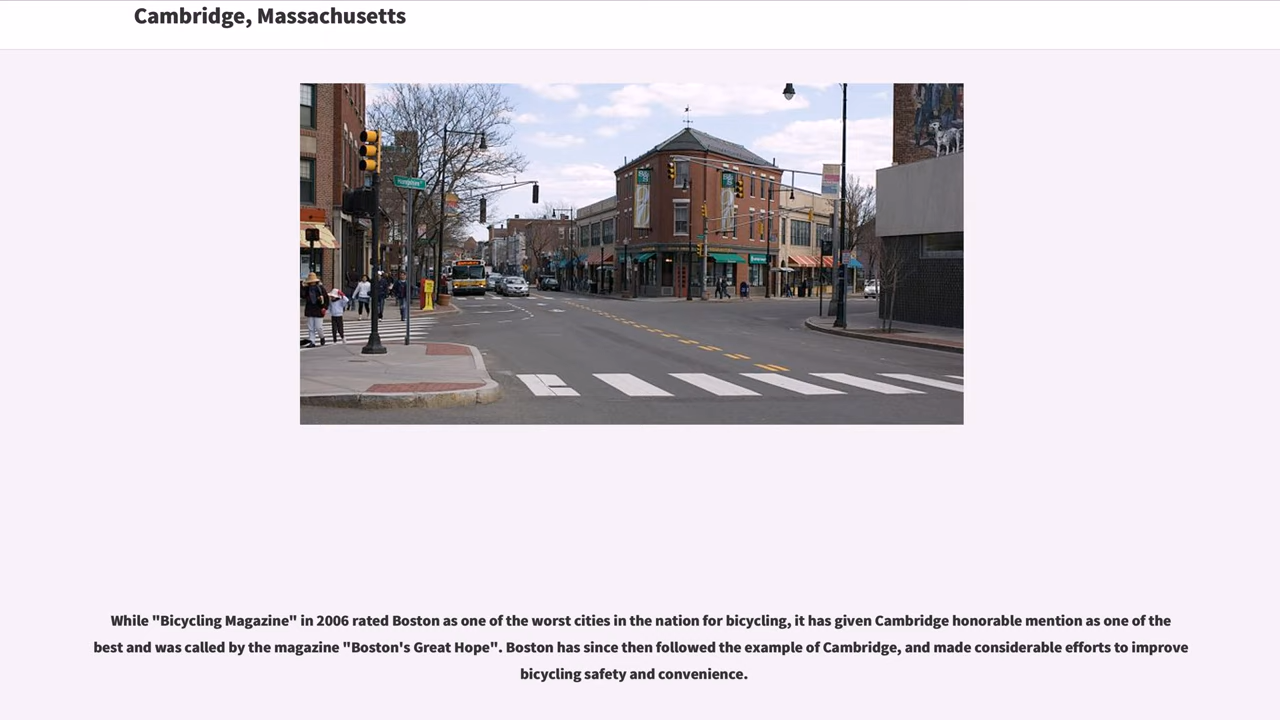 Cambridge, Massachusetts
While "Bicycling Magazine" in 2006 rated Boston as one of the worst cities in the nation for bicycling, it has given Cambridge honorable mention as one of the
best and was called by the magazine "Boston's Great Hope". Boston has since then followed the example of Cambridge, and made considerable efforts to improve
bicycling safety and convenience.